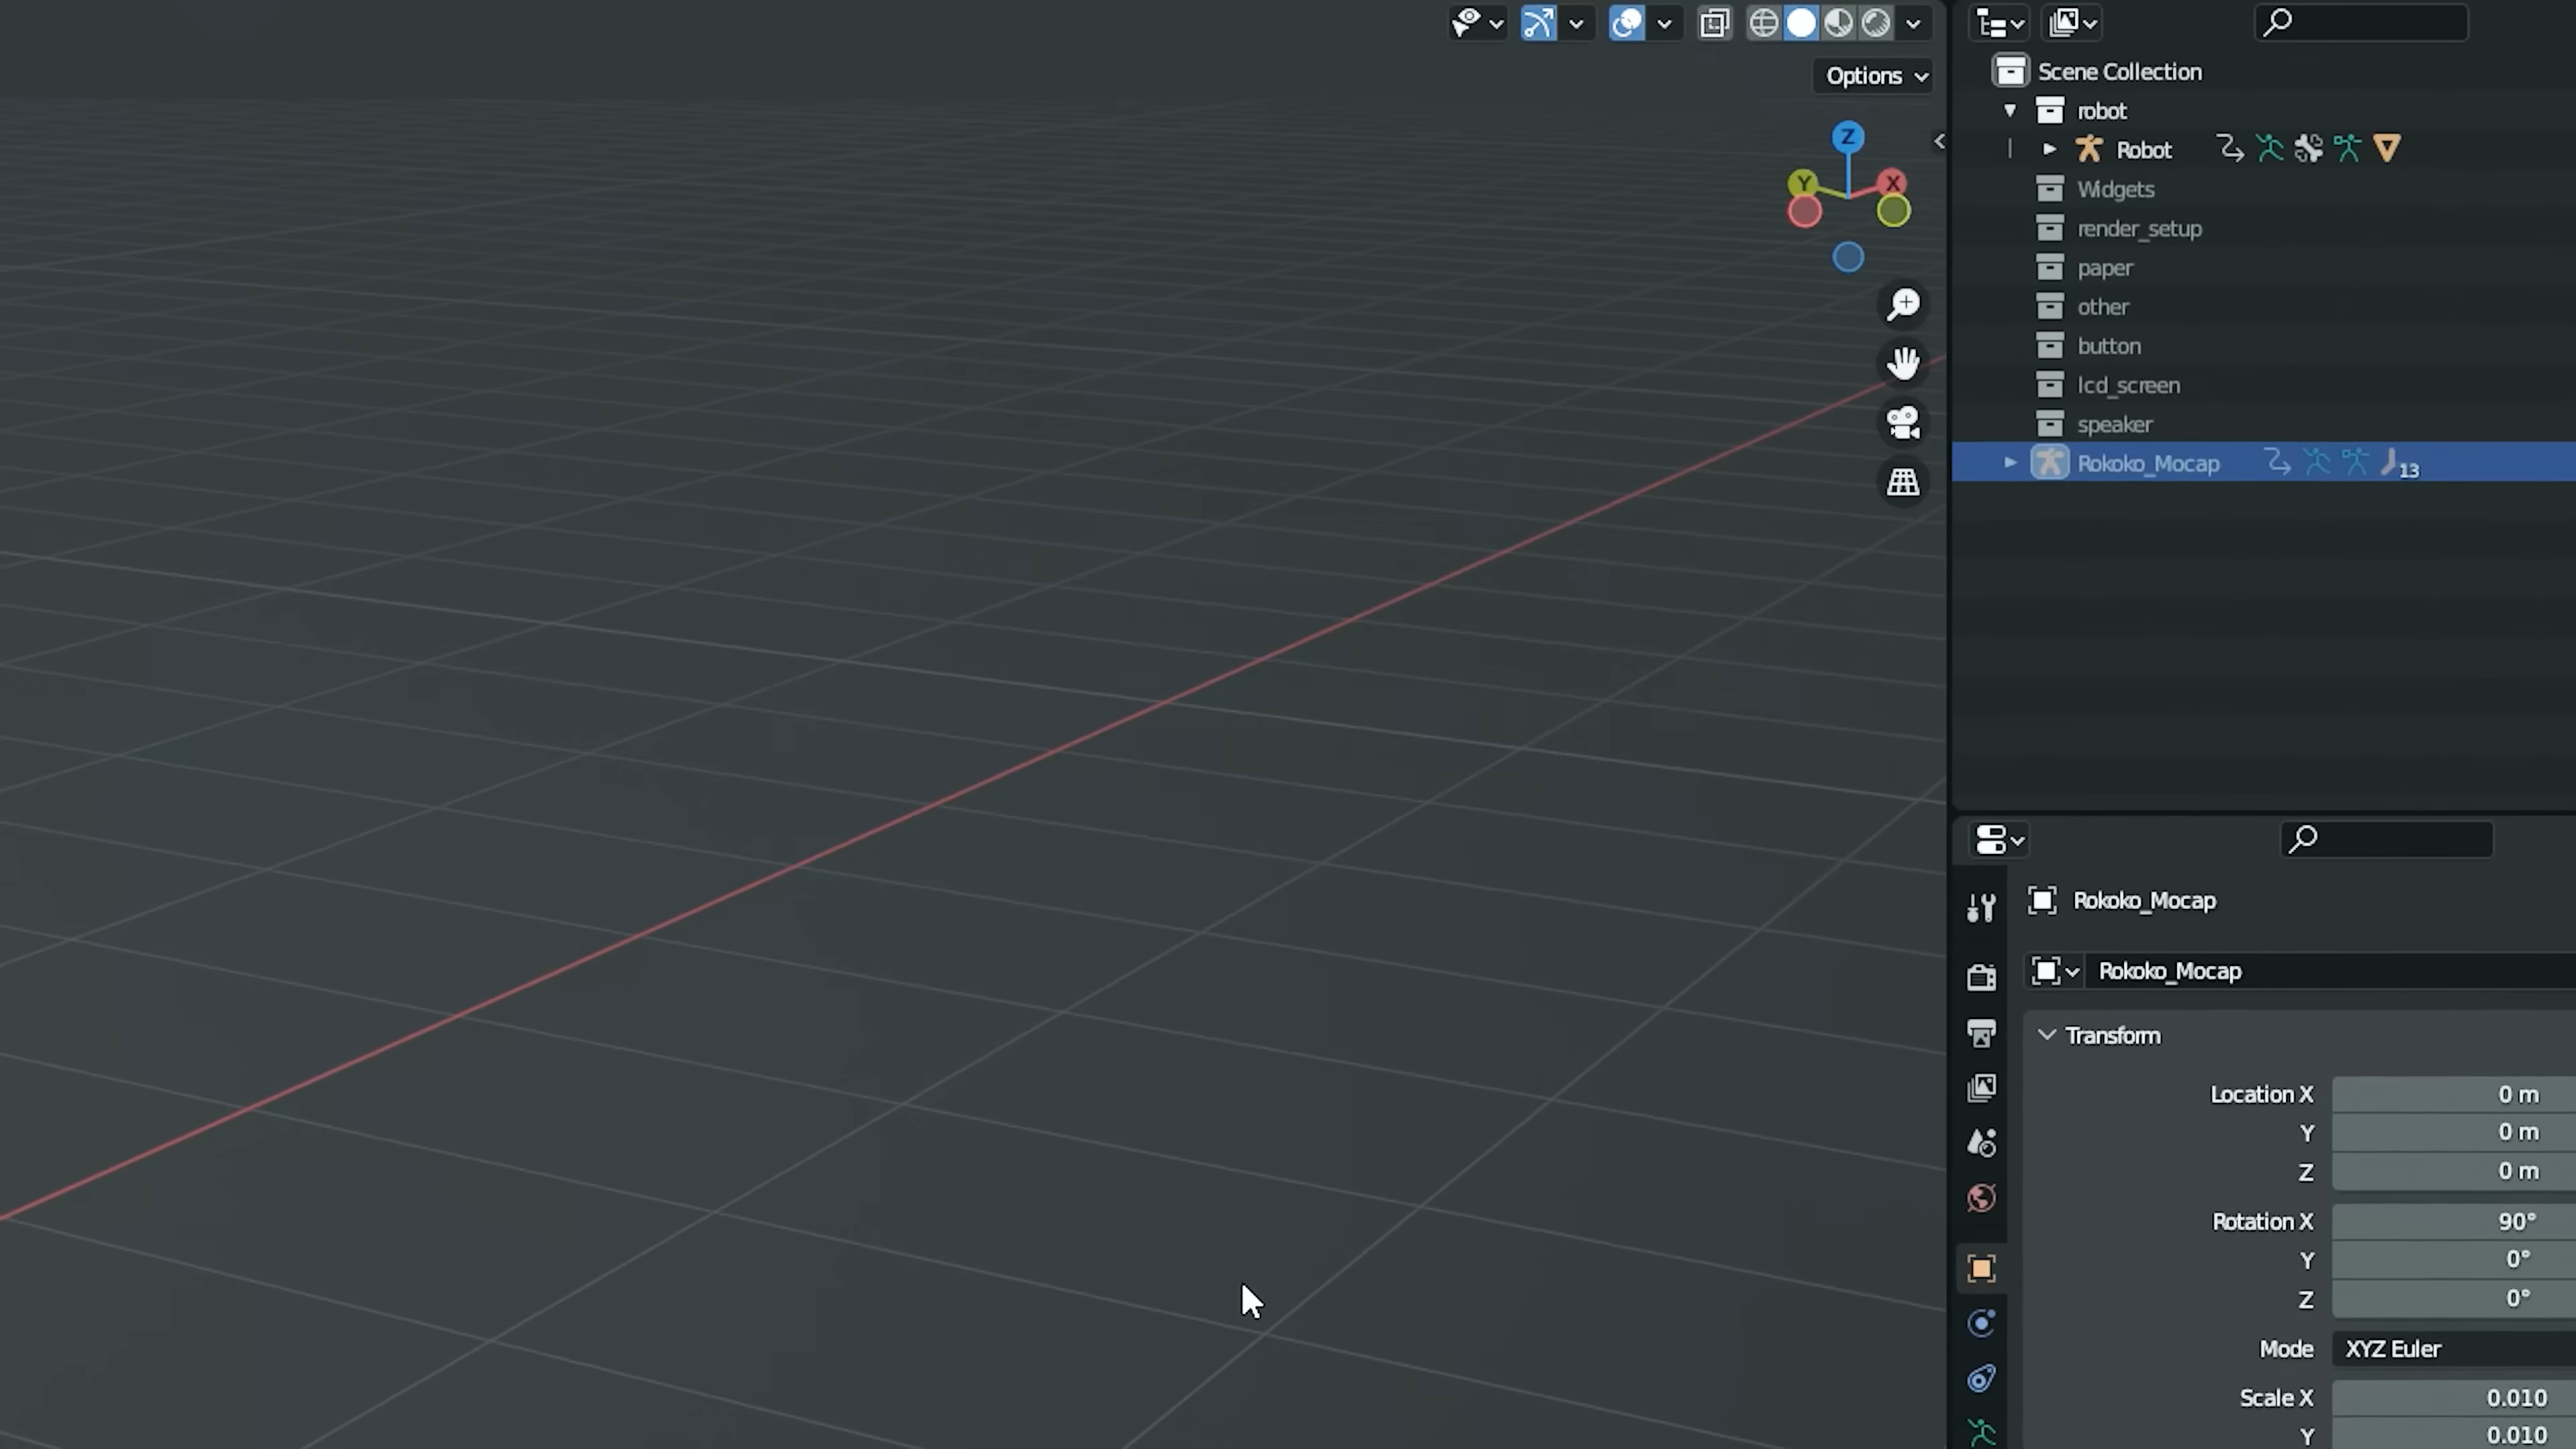 Options
Z
Y
X
Scene Collection
robot
Robot
Widgets
render_setup
paper
other
button
lcd_screen
speaker
Rokoko_Mocap
13
Rokoko_Mocap
Rokoko_Mocap
Transform
Location X 0 m
Y 0 m
Z 0 m
Rotation X 90°
Y 0°
Z 0°
Mode XYZ Euler
Scale X 0.010
Y 0.010